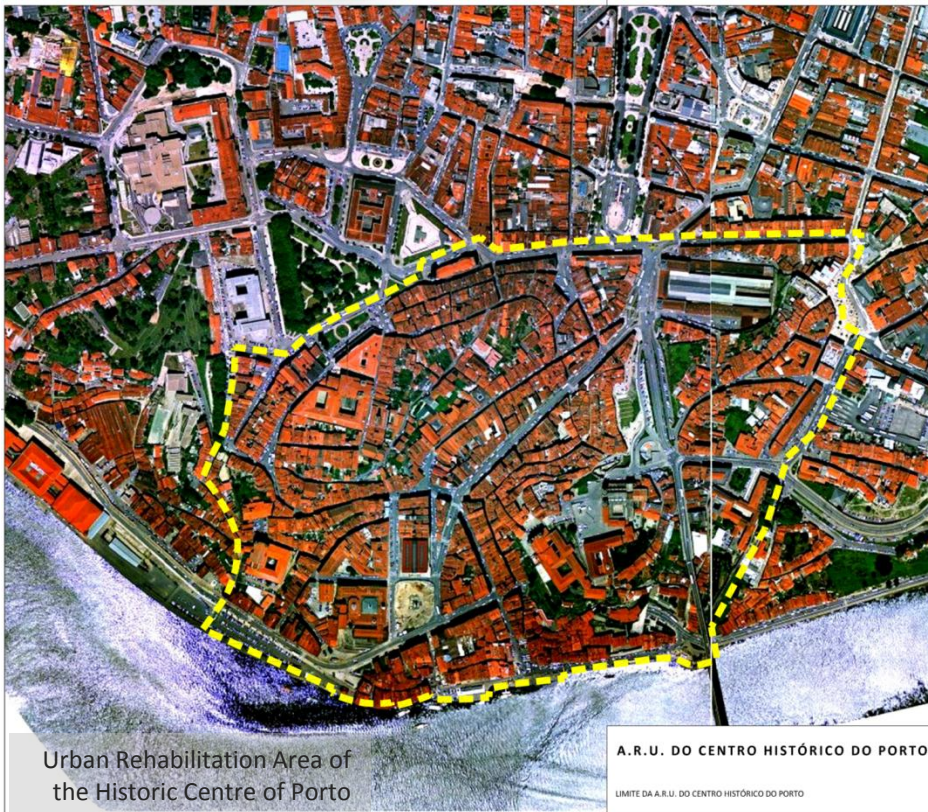 Urban Rehabilitation Area of
the Historic Centre of Porto
A.R.U. DO CENTRO HISTÓRICO DO PORTO
LIMITE DA A.R.U. DO CENTRO HISTÓRICO DO PORTO